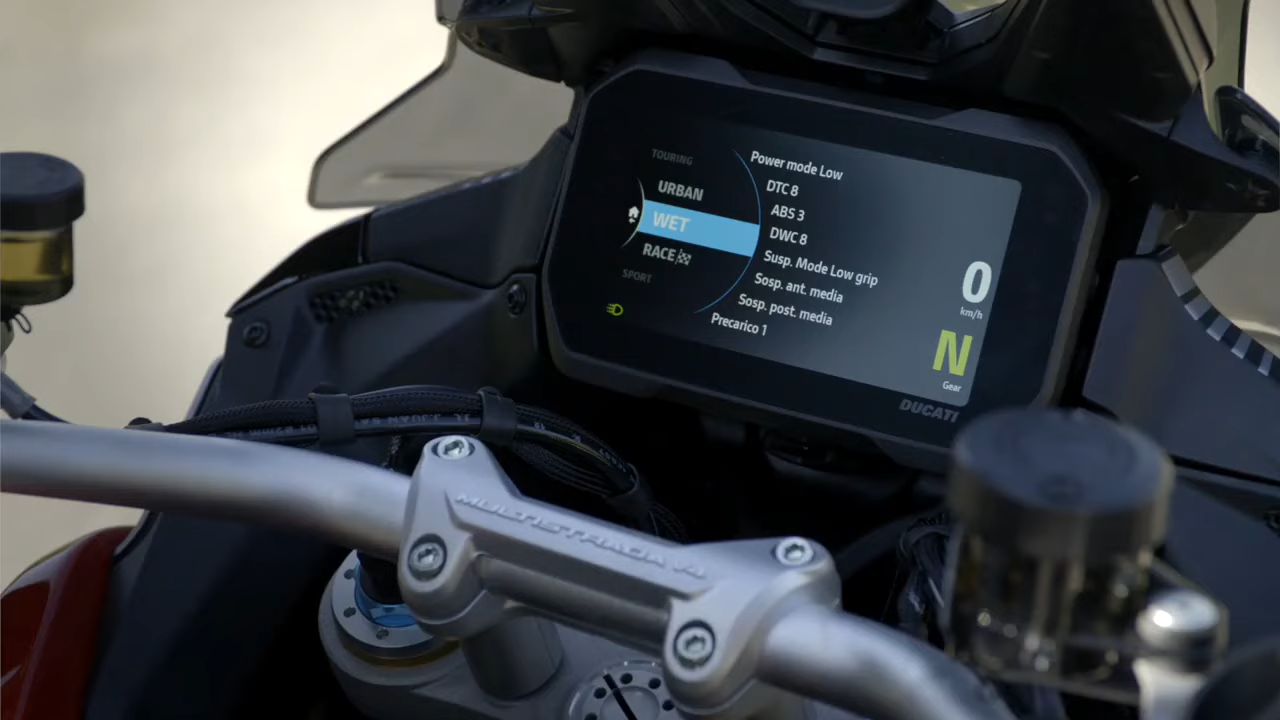 TOURING
URBAN
WET
RACE
SPORT
Power mode Low
DTC 8
ABS 3
DWC 8
Susp. Mode Low grip
Sosp. ant. media
Sosp. post. media
Precarico 1
0
km/h
N
Gear
DUCATI
MULTISTRADA V4